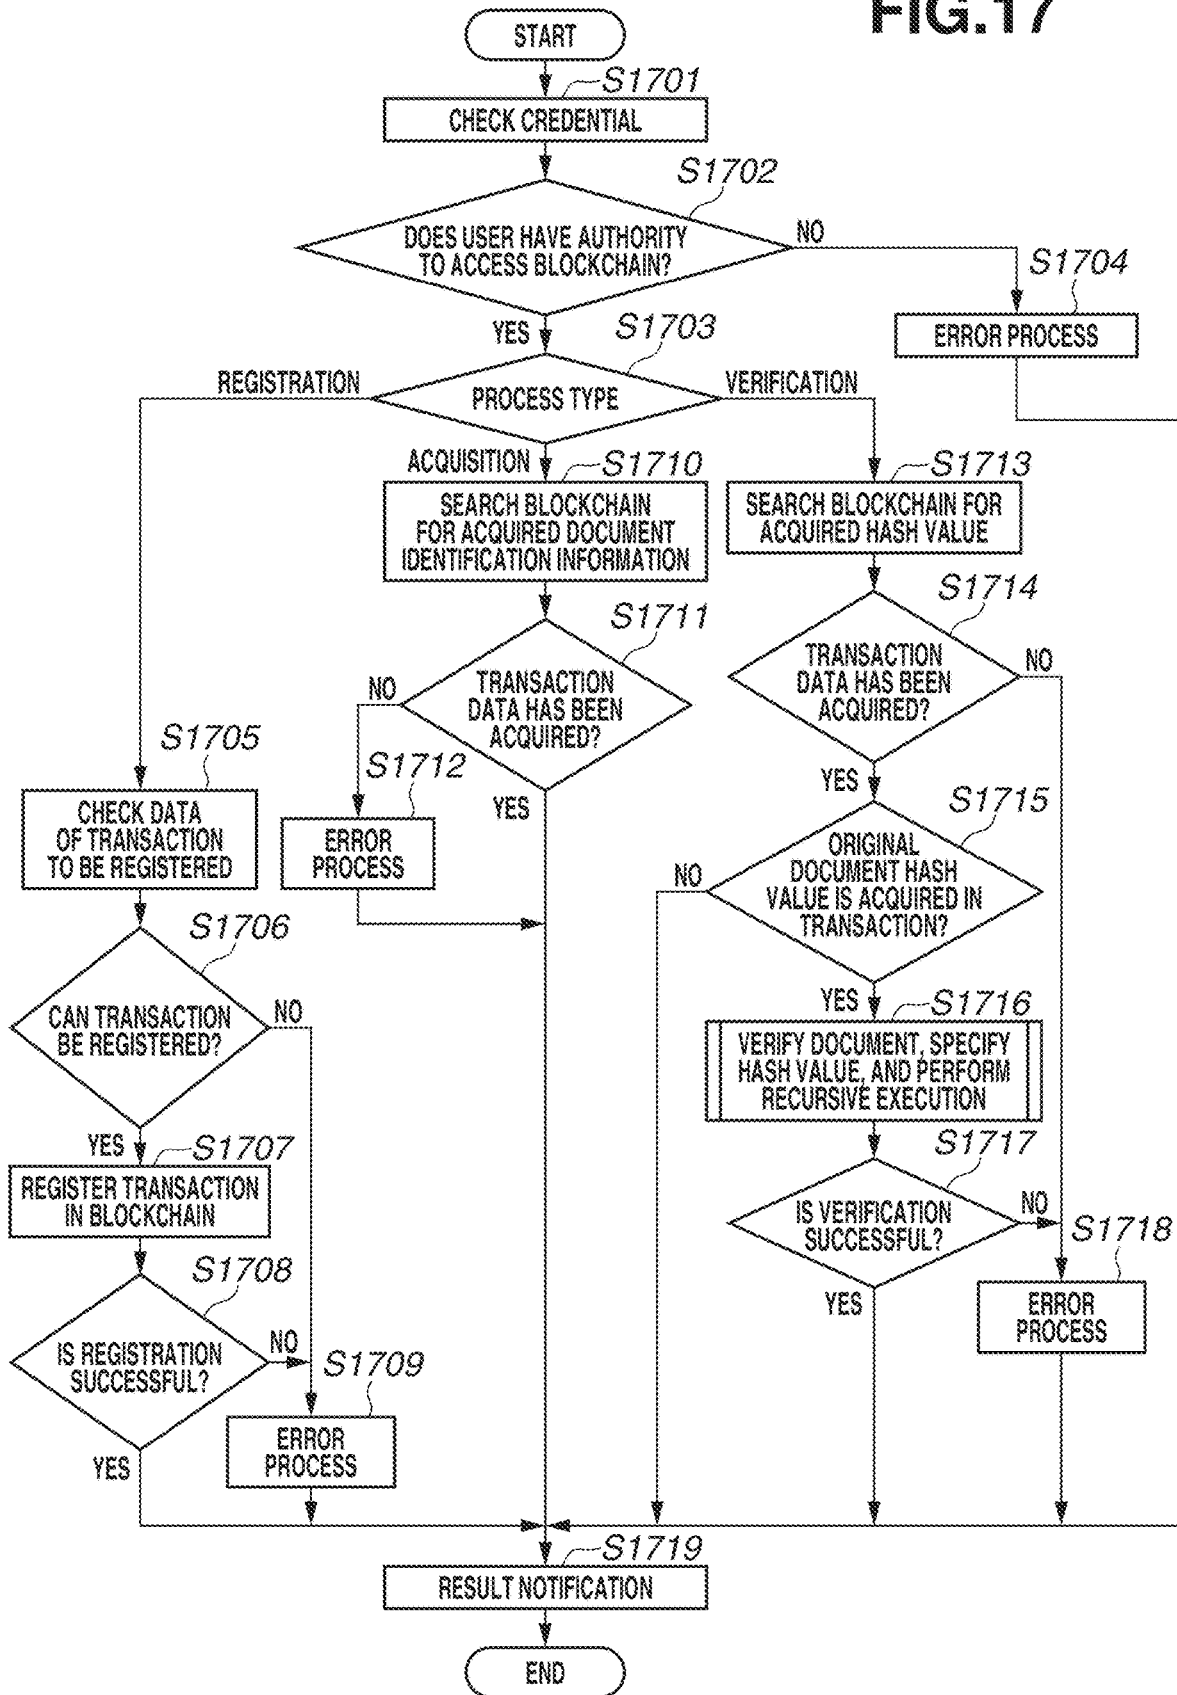 FIG.17
START
S1701
CHECK CREDENTIAL
S1702
DOES USER HAVE AUTHORITY
TO ACCESS BLOCKCHAIN?
NO
S1704
ERROR PROCESS
YES
S1703
PROCESS TYPE
REGISTRATION
VERIFICATION
ACQUISITION
S1710
SEARCH BLOCKCHAIN
FOR ACQUIRED DOCUMENT
IDENTIFICATION INFORMATION
S1713
SEARCH BLOCKCHAIN FOR
ACQUIRED HASH VALUE
S1711
TRANSACTION
DATA HAS BEEN
ACQUIRED?
NO
S1712
ERROR
PROCESS
YES
S1714
TRANSACTION
DATA HAS BEEN
ACQUIRED?
NO
YES
S1705
CHECK DATA
OF TRANSACTION
TO BE REGISTERED
S1715
ORIGINAL
DOCUMENT HASH
VALUE IS ACQUIRED IN
TRANSACTION?
NO
YES
S1706
CAN TRANSACTION
BE REGISTERED?
NO
YES
S1716
VERIFY DOCUMENT, SPECIFY
HASH VALUE, AND PERFORM
RECURSIVE EXECUTION
S1707
REGISTER TRANSACTION
IN BLOCKCHAIN
S1717
IS VERIFICATION
SUCCESSFUL?
NO
YES
S1718
ERROR
PROCESS
S1708
IS REGISTRATION
SUCCESSFUL?
NO
YES
S1709
ERROR
PROCESS
S1719
RESULT NOTIFICATION
END